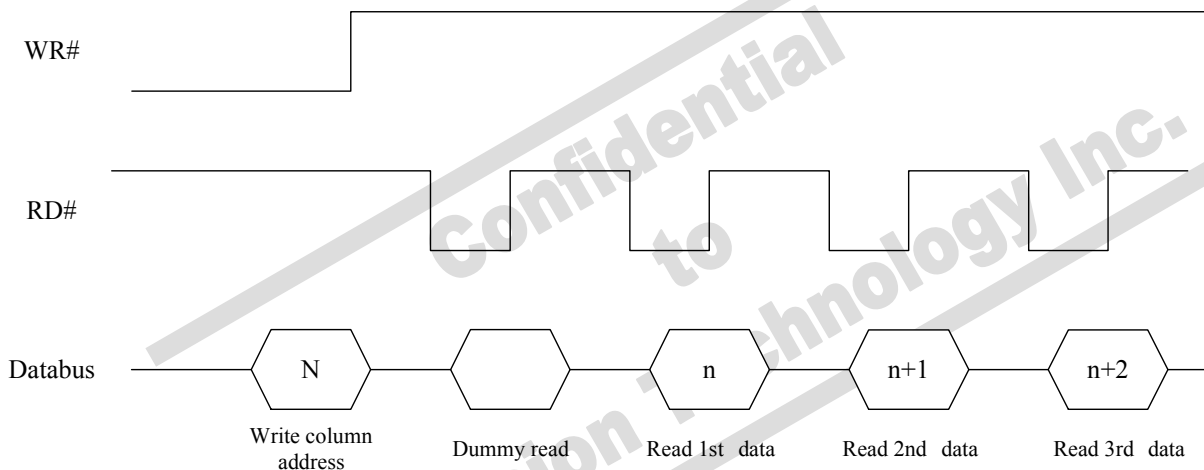 WR#
RD#
Databus
N
n
n+1
n+2
Write column
address
Dummy read
Read 1st data
Read 2nd data
Read 3rd data
Confidential
to
Technology Inc.